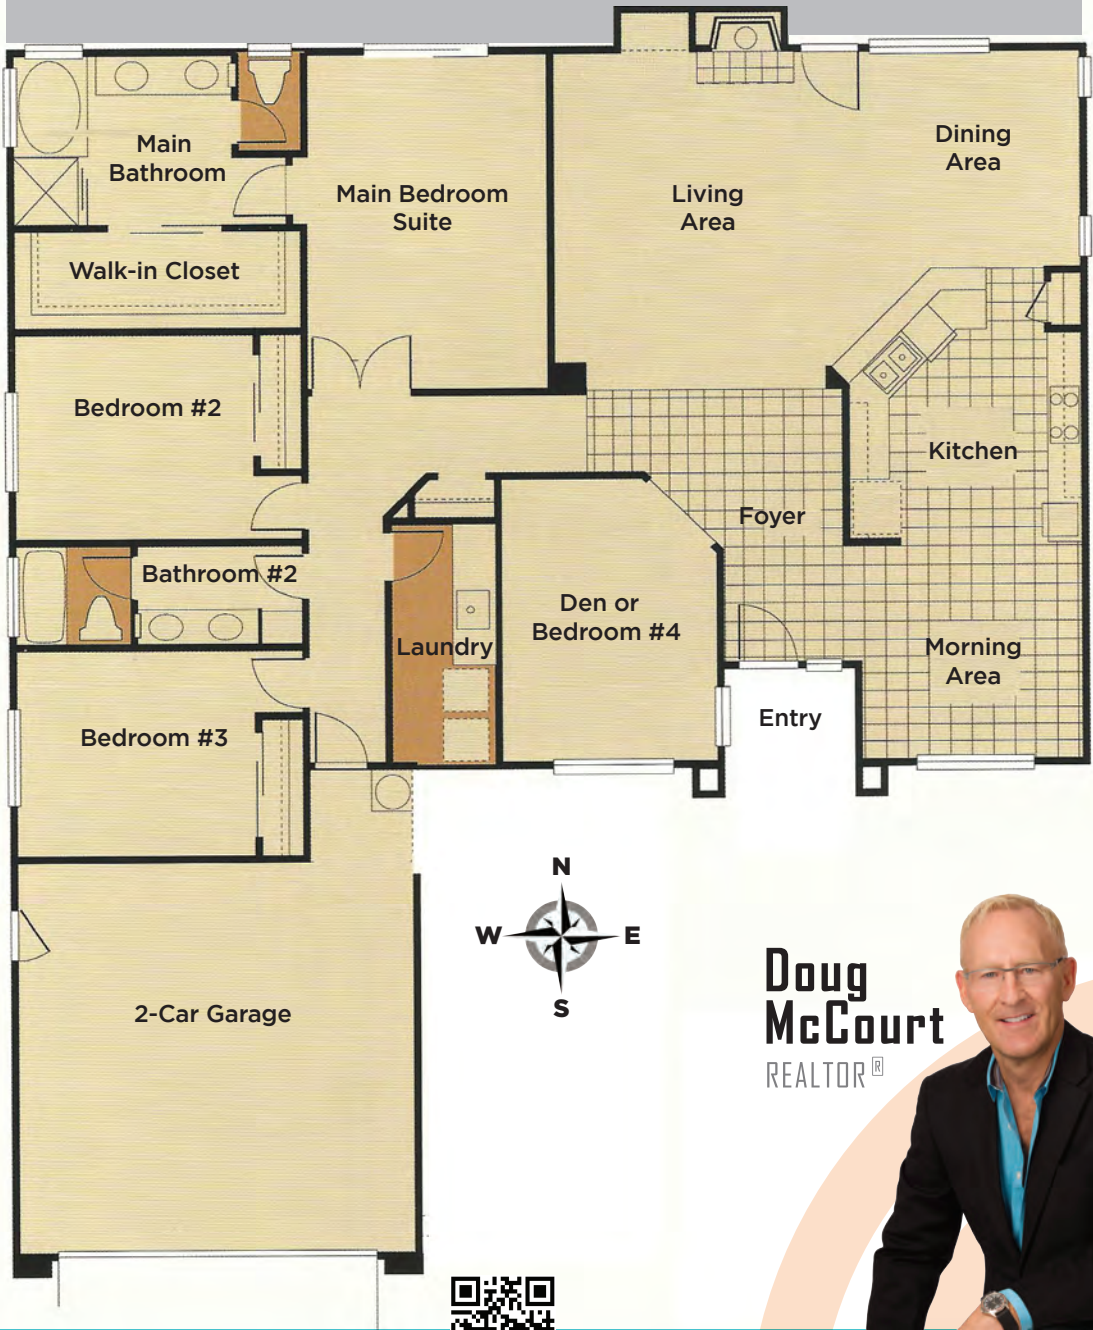 Main
Bathroom
Main Bedroom
Suite
Living
Area
Dining
Area
Walk-in Closet
Bedroom #2
Kitchen
Foyer
Bathroom #2
Den or
Bedroom #4
Laundry
Morning
Area
Entry
Bedroom #3
N
W
E
S
2-Car Garage
Doug
McCourt
REALTOR®